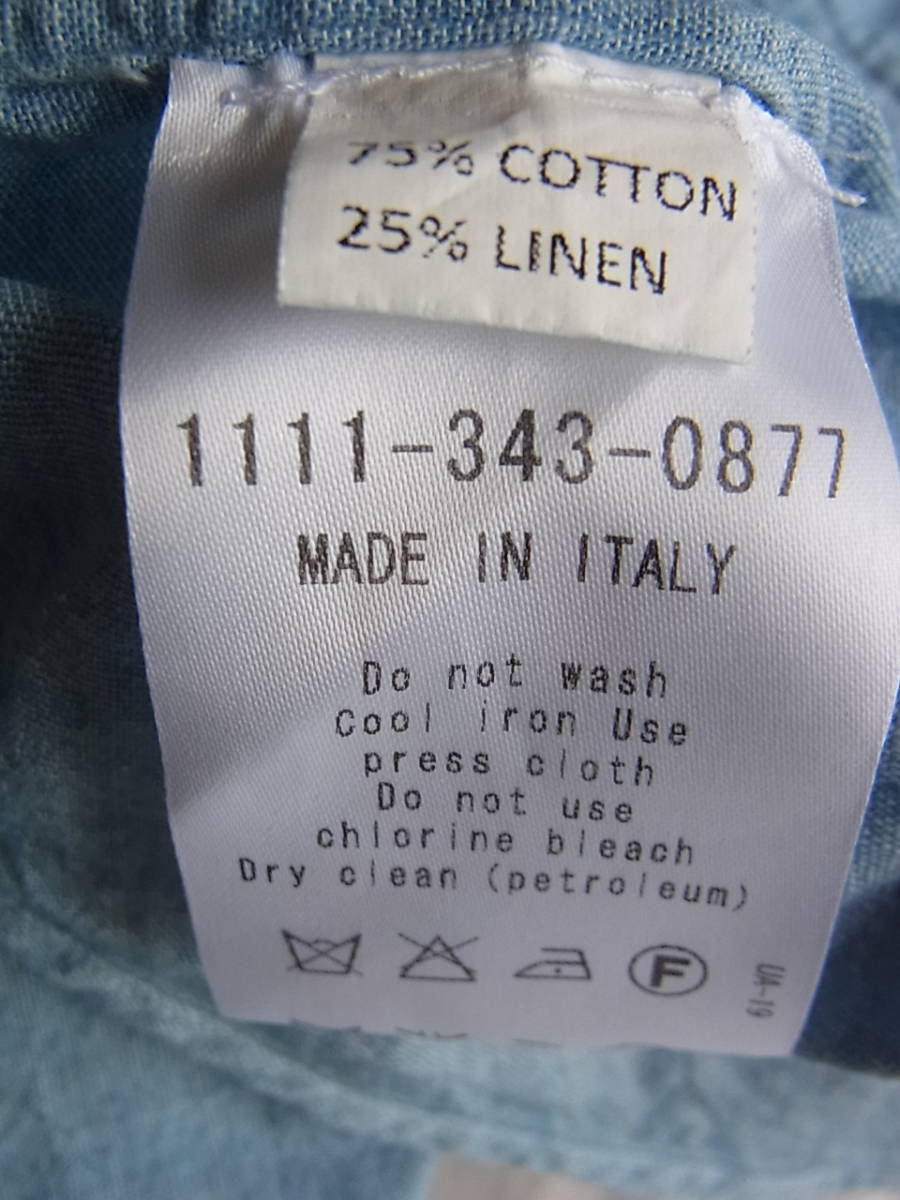 75% COTTON
25% LINEN
1111-343-0877
MADE IN ITALY
Do not wash
Cool iron Use
press cloth
Do not use
chlorine bleach
Dry clean (petroleum)
F
UA-19